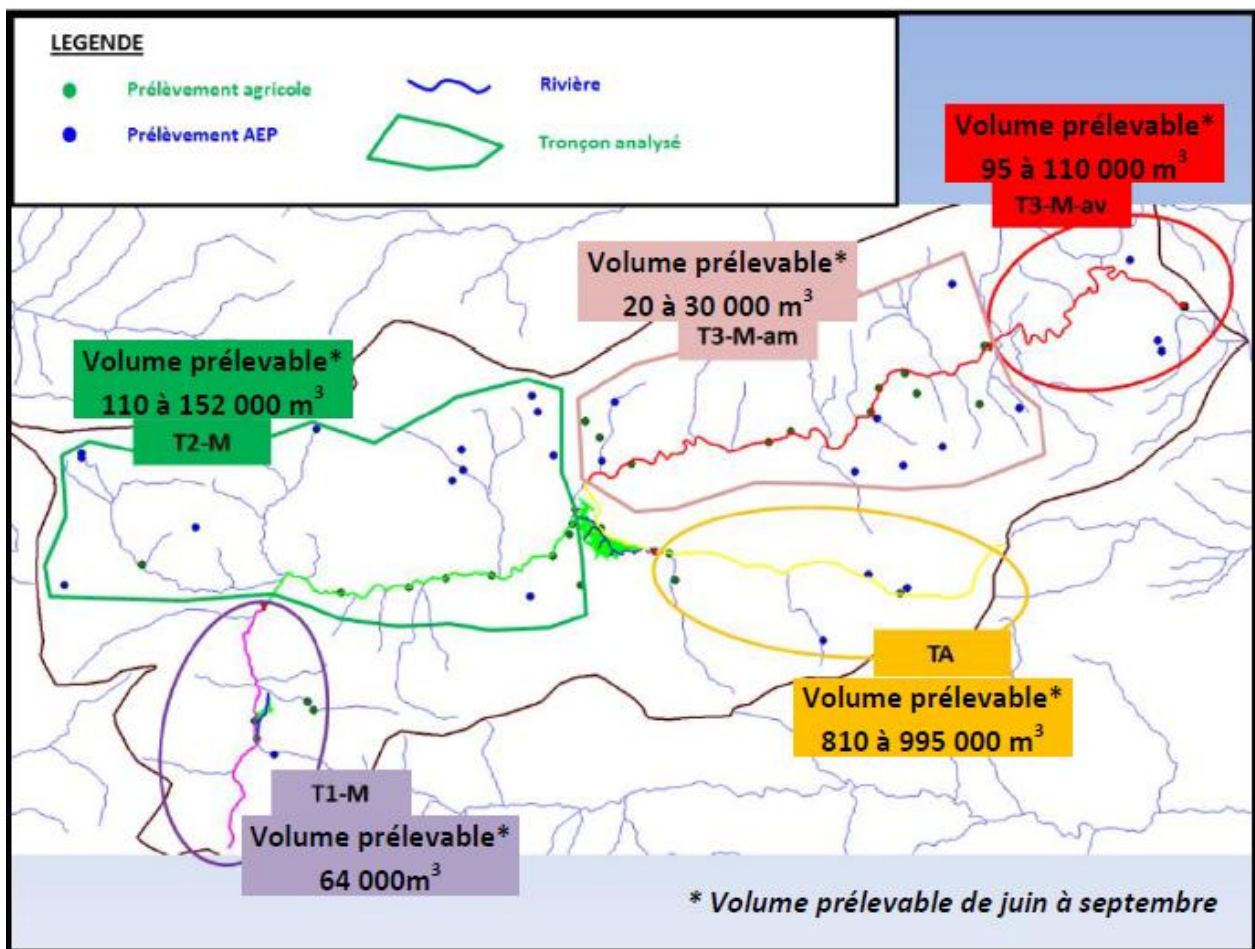 LEGENDE
Prélèvement agricole
Rivière
Prélèvement AEP
Tronçon analysé
Volume prélevable*
95 à 110 000 m³
T3-M-av
Volume prélevable*
20 à 30 000 m³
T3-M-am
Volume prélevable*
110 à 152 000 m³
T2-M
TA
Volume prélevable*
810 à 995 000 m³
T1-M
Volume prélevable*
64 000m³
* Volume prélevable de juin à septembre